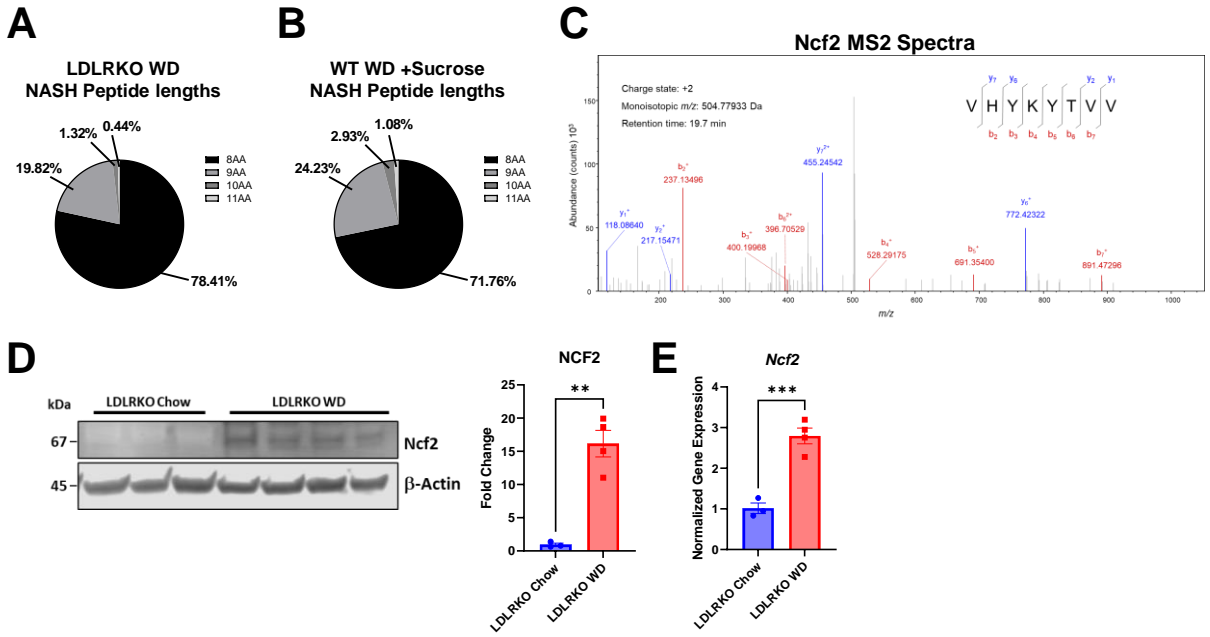 A
LDLRKO WD
NASH Peptide lengths
1.32%
0.44%
19.82%
78.41%
8AA
9AA
10AA
11AA
B
WT WD +Sucrose
NASH Peptide lengths
2.93%
1.08%
24.23%
71.76%
8AA
9AA
10AA
11AA
C
Ncf2 MS2 Spectra
Charge state: +2
Monoisotopic m/z: 504.77933 Da
Retention time: 19.7 min
y7 y6 y2 y1
V H Y K Y T V V
b2 b3 b4 b5 b6 b7
Abundance (counts) 10³
150
100
50
0
y1+
118.08640
y2+
217.15471
b2+
237.13496
b3+
400.19968
b6 2+
396.70529
y7 2+
455.24542
b4+
528.29175
b5+
691.35400
y6+
772.42322
b7+
891.47296
200 300 400 500 600 700 800 900 1000
m/z
D
kDa
LDLRKO Chow
LDLRKO WD
67
Ncf2
45
β-Actin
NCF2
**
Fold Change
25
20
15
10
5
0
LDLRKO Chow
LDLRKO WD
E
Ncf2
***
Normalized Gene Expression
4
3
2
1
0
LDLRKO Chow
LDLRKO WD